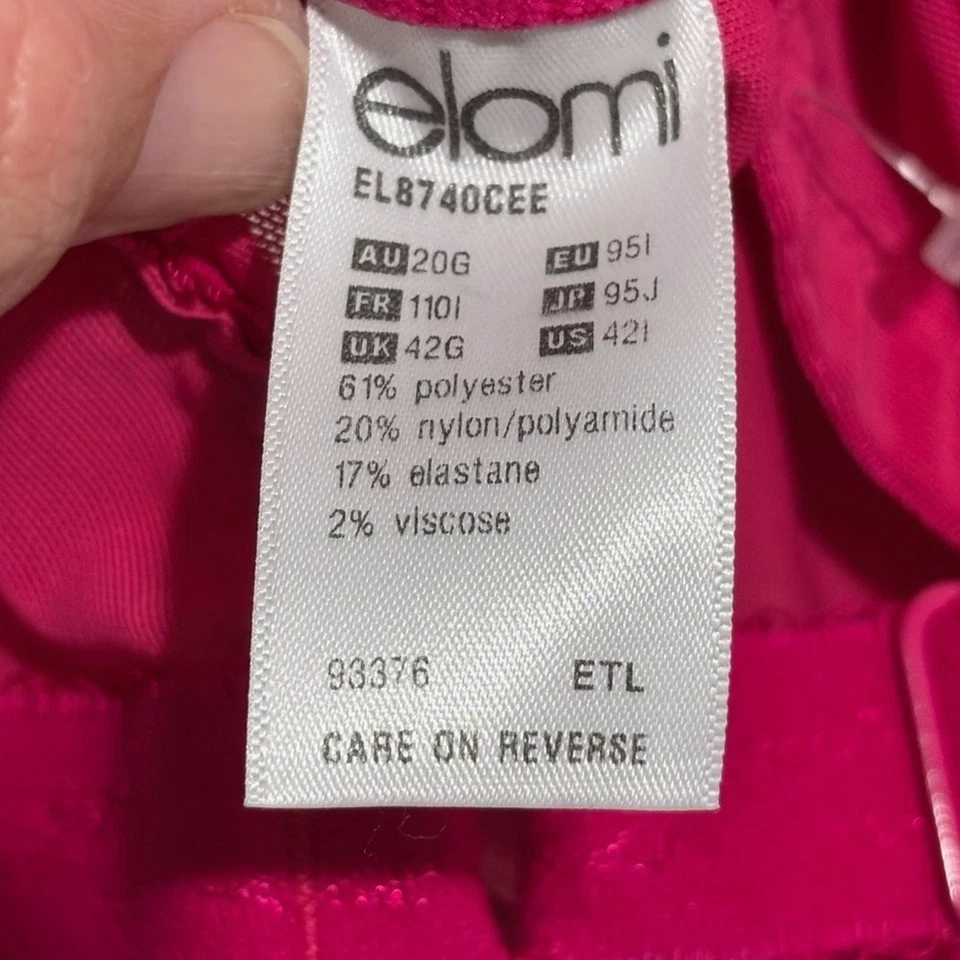 elomi
EL8740CEE
AU 20G EU 95I
FR 110I JP 95J
UK 42G US 42I
61% polyester
20% nylon/polyamide
17% elastane
2% viscose
93376 ETL
CARE ON REVERSE